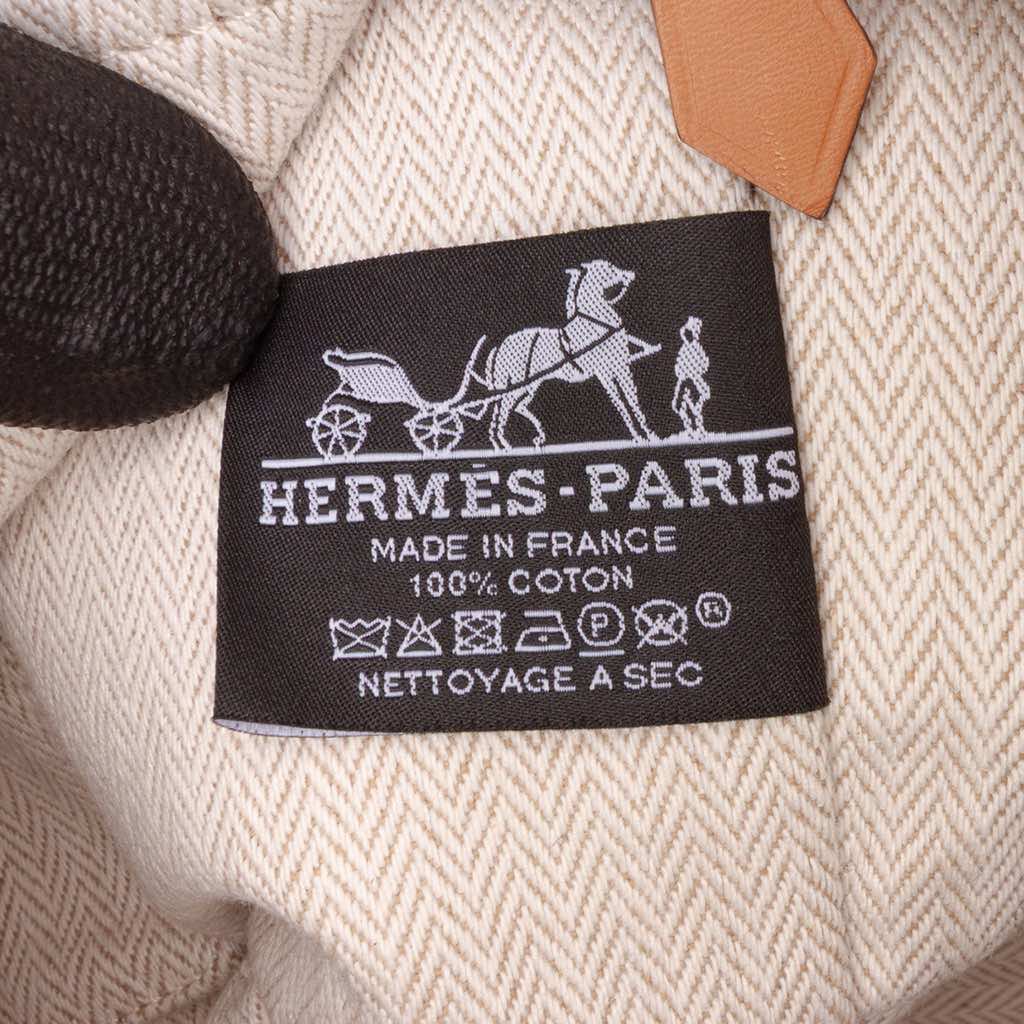 HERMÈS-PARIS
MADE IN FRANCE
100% COTON
P ®
NETTOYAGE A SEC